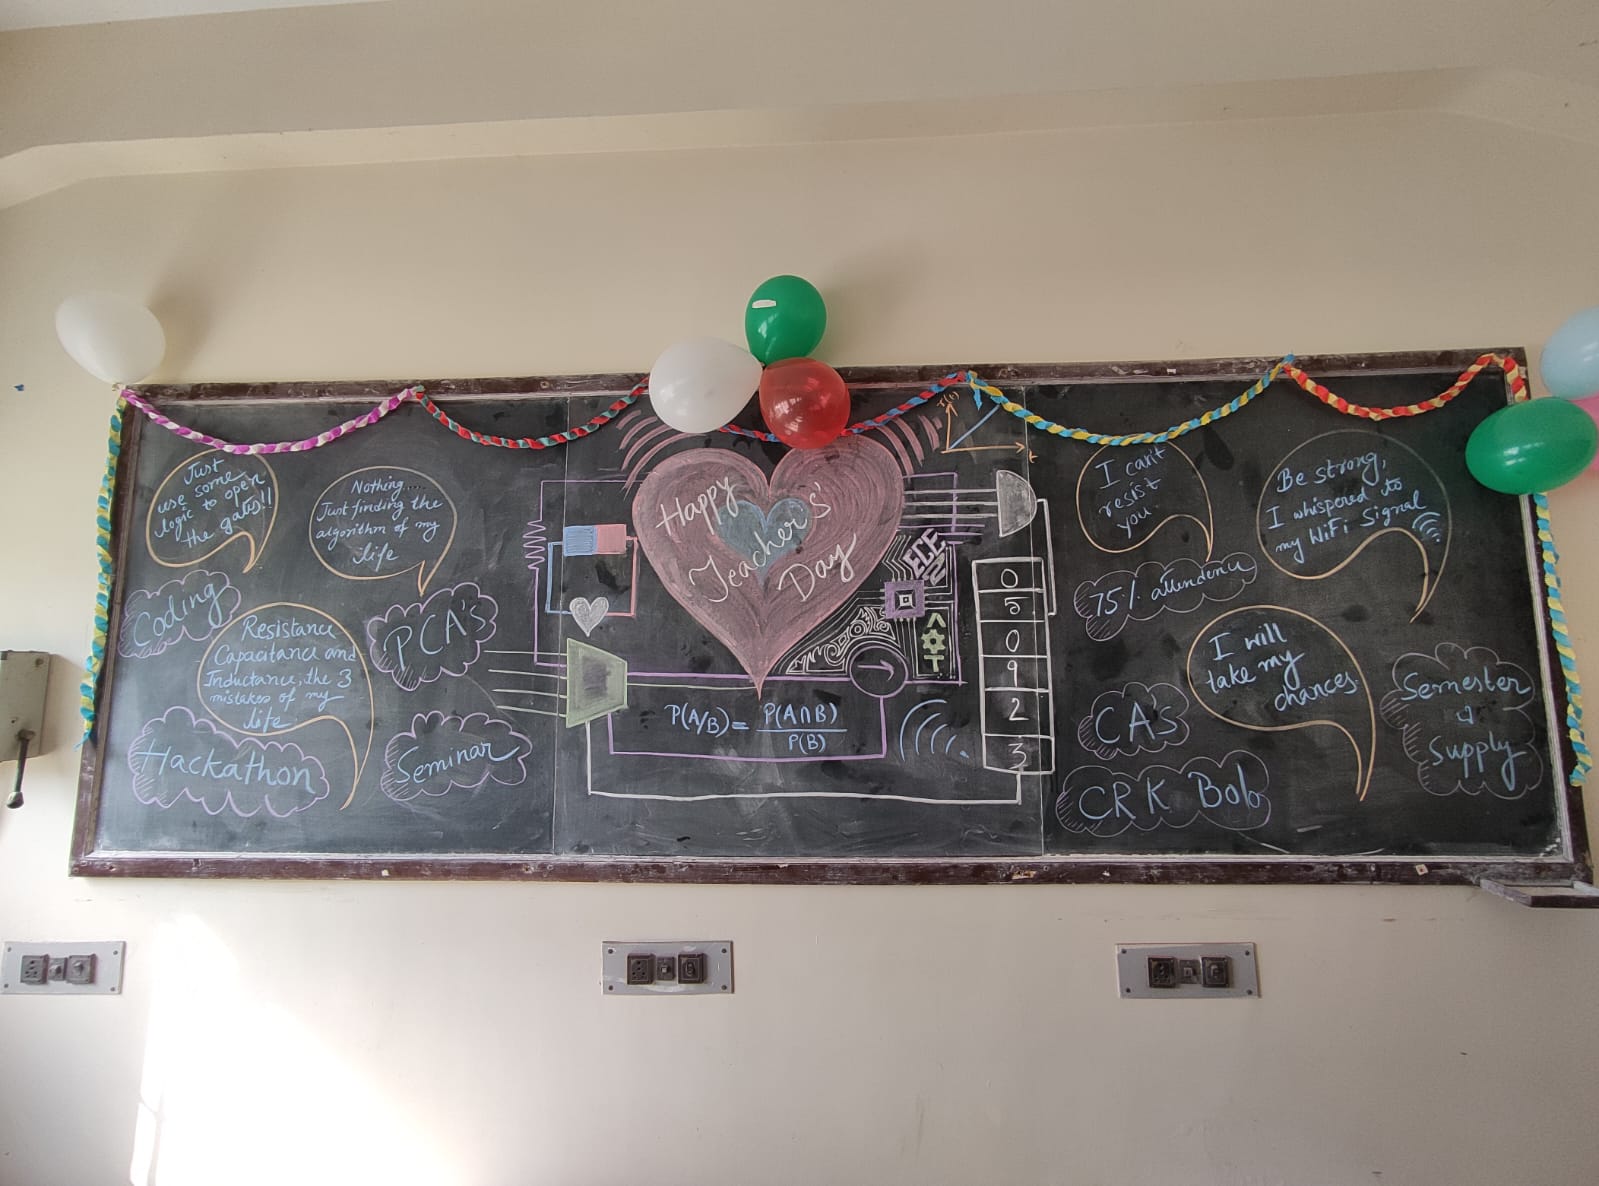 Just
use some
logic to open
the gates!!
Nothing...
Just finding the
algorithm of my
life
Coding
Resistance
Capacitance and
Inductance, the 3
mistakes of my
life.
PCA's
Hackathon
Seminar
Happy
Teacher's'
Day
r(t)
t
ECE
P(A/B) = P(A∩B)
P(B)
0
5
0
9
2
3
I can't
resist
you.
Be strong,
I whispered to
my WiFi Signal
75% attendence
I will
take my
chances.
CA's
CRK Bob
Semester
&
Supply